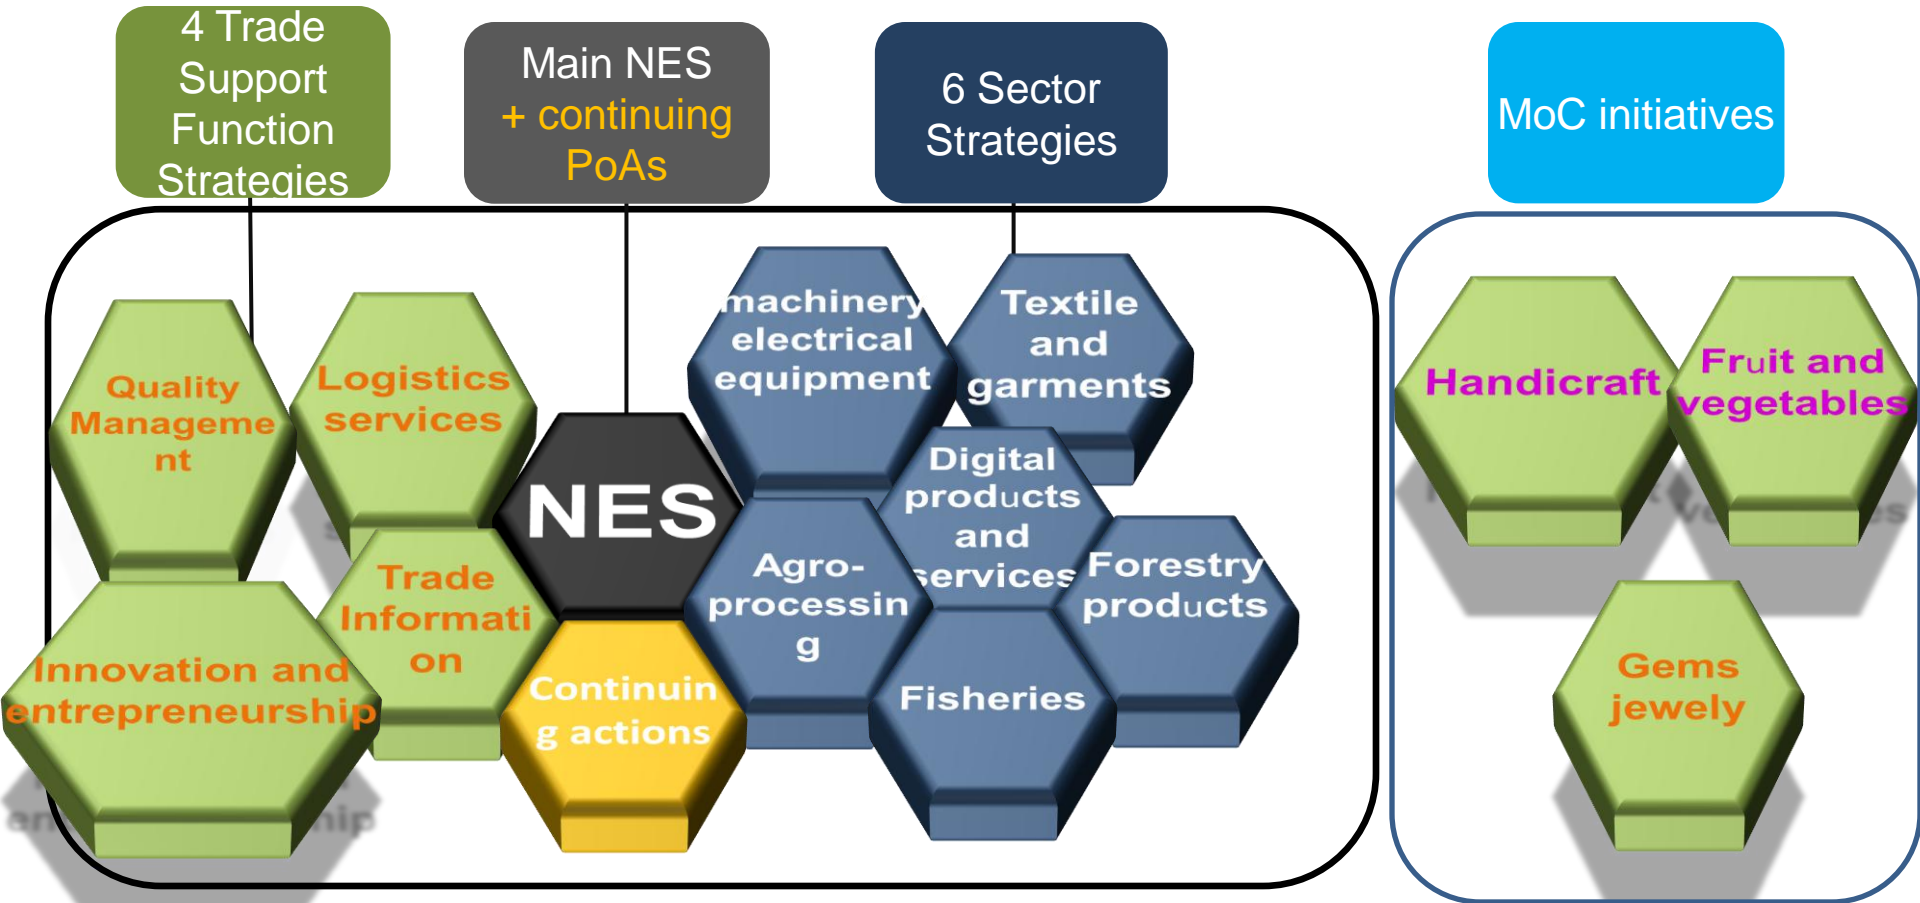 4 Trade
Support
Function
Strategies
Main NES
+ continuing
PoAs
6 Sector
Strategies
MoC initiatives
Quality
Manageme
nt
Logistics
services
Trade
Informati
on
Innovation and
entrepreneurship
NES
Continuin
g actions
machinery
electrical
equipment
Textile
and
garments
Digital
products
and
services
Agro-
processin
g
Forestry
products
Fisheries
Handicraft
Fruit and
vegetables
Gems
jewely